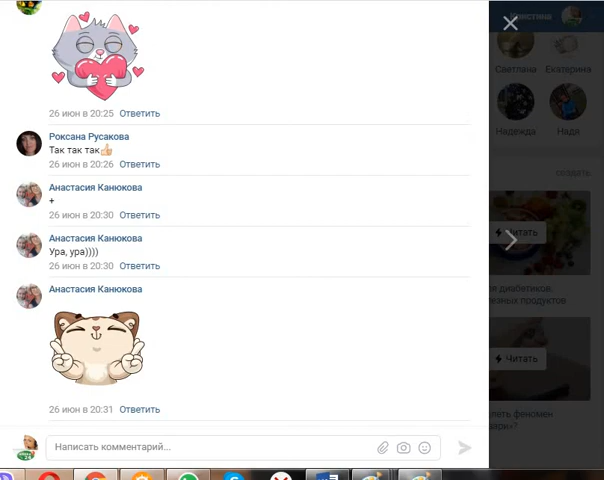 26 июн в 20:25 Ответить
Роксана Русакова
Так так так👍
26 июн в 20:26 Ответить
Анастасия Канюкова
+
26 июн в 20:30 Ответить
Анастасия Канюкова
Ура, ура))))
26 июн в 20:30 Ответить
Анастасия Канюкова
26 июн в 20:31 Ответить
Написать комментарий...
Кристина
Светлана Екатерина
Надежда Надя
создать
Читать
диабетиков.
продуктов
Читать
феномен